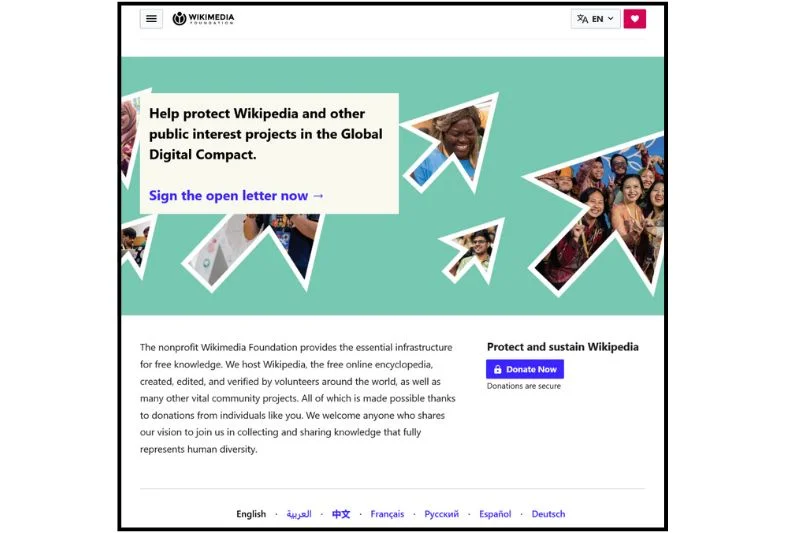 WIKIMEDIA
FOUNDATION
EN
Help protect Wikipedia and other
public interest projects in the Global
Digital Compact.
Sign the open letter now →
The nonprofit Wikimedia Foundation provides the essential infrastructure
for free knowledge. We host Wikipedia, the free online encyclopedia,
created, edited, and verified by volunteers around the world, as well as
many other vital community projects. All of which is made possible thanks
to donations from individuals like you. We welcome anyone who shares
our vision to join us in collecting and sharing knowledge that fully
represents human diversity.
Protect and sustain Wikipedia
Donate Now
Donations are secure
English · العربية · 中文 · Français · Русский · Español · Deutsch